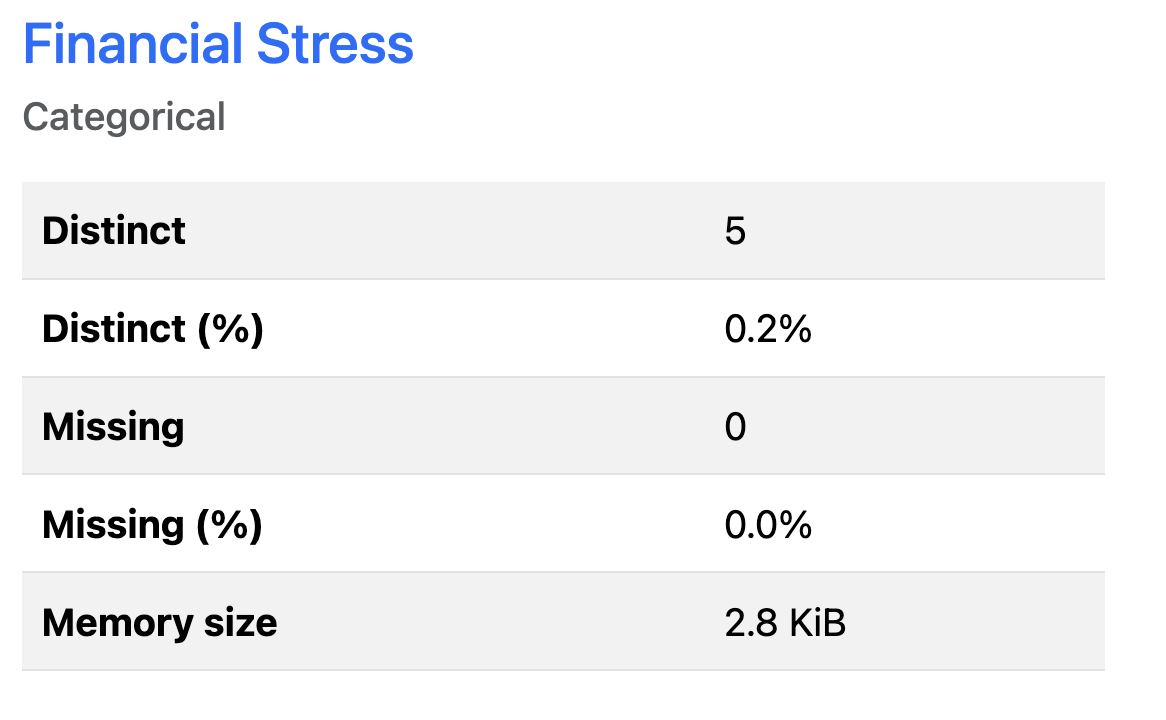 Financial Stress
Categorical
Distinct 5
Distinct (%) 0.2%
Missing 0
Missing (%) 0.0%
Memory size 2.8 KiB